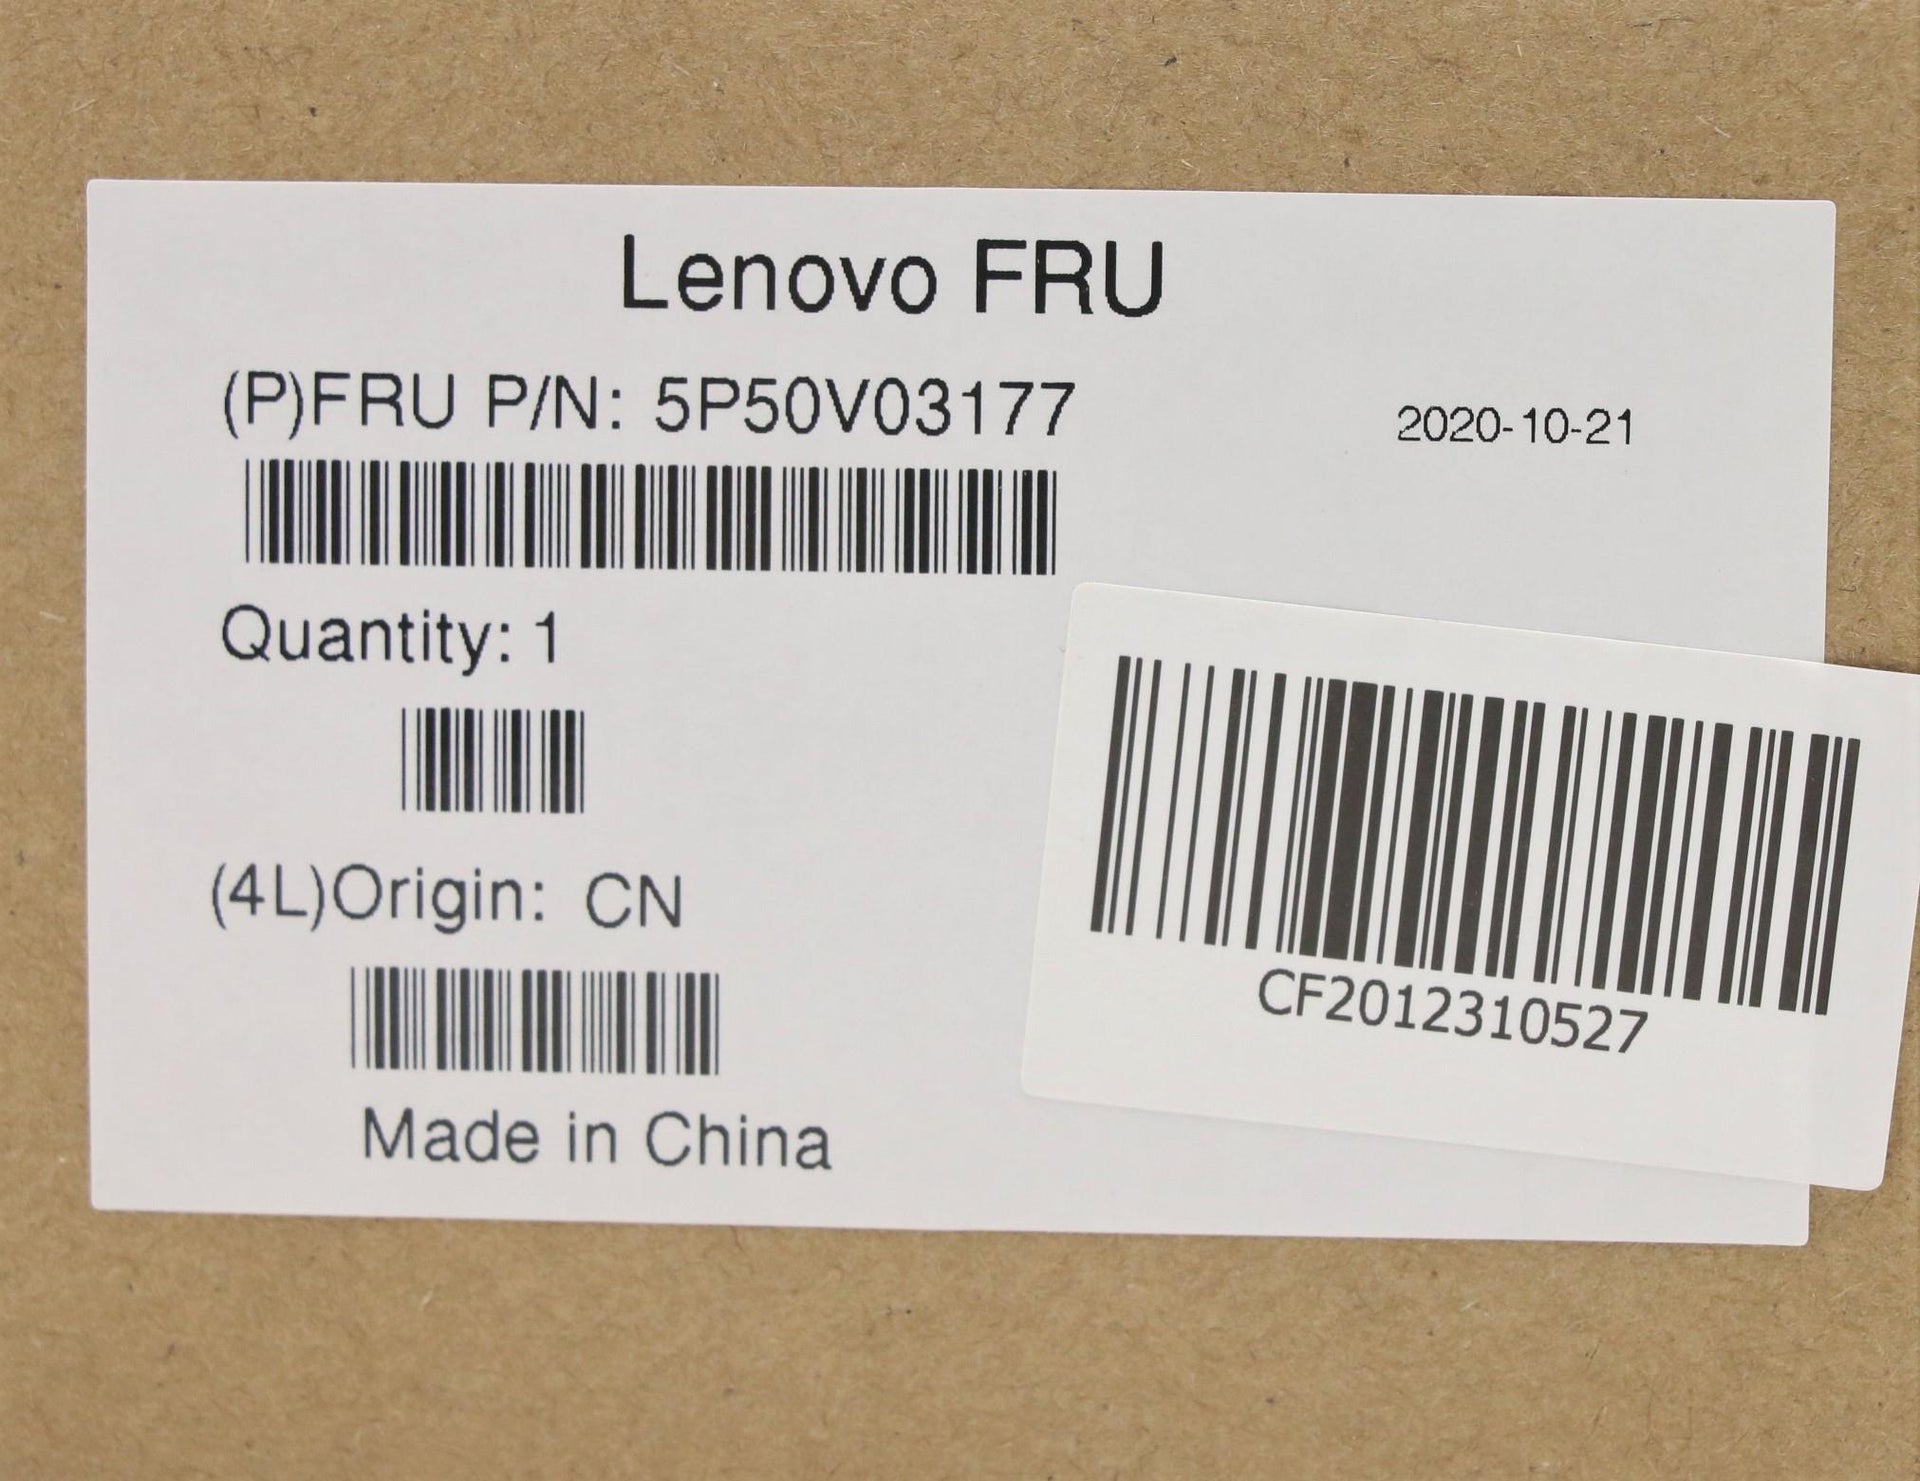 Lenovo FRU
(P)FRU P/N: 5P50V03177
2020-10-21
Quantity: 1
(4L)Origin: CN
Made in China
CF2012310527